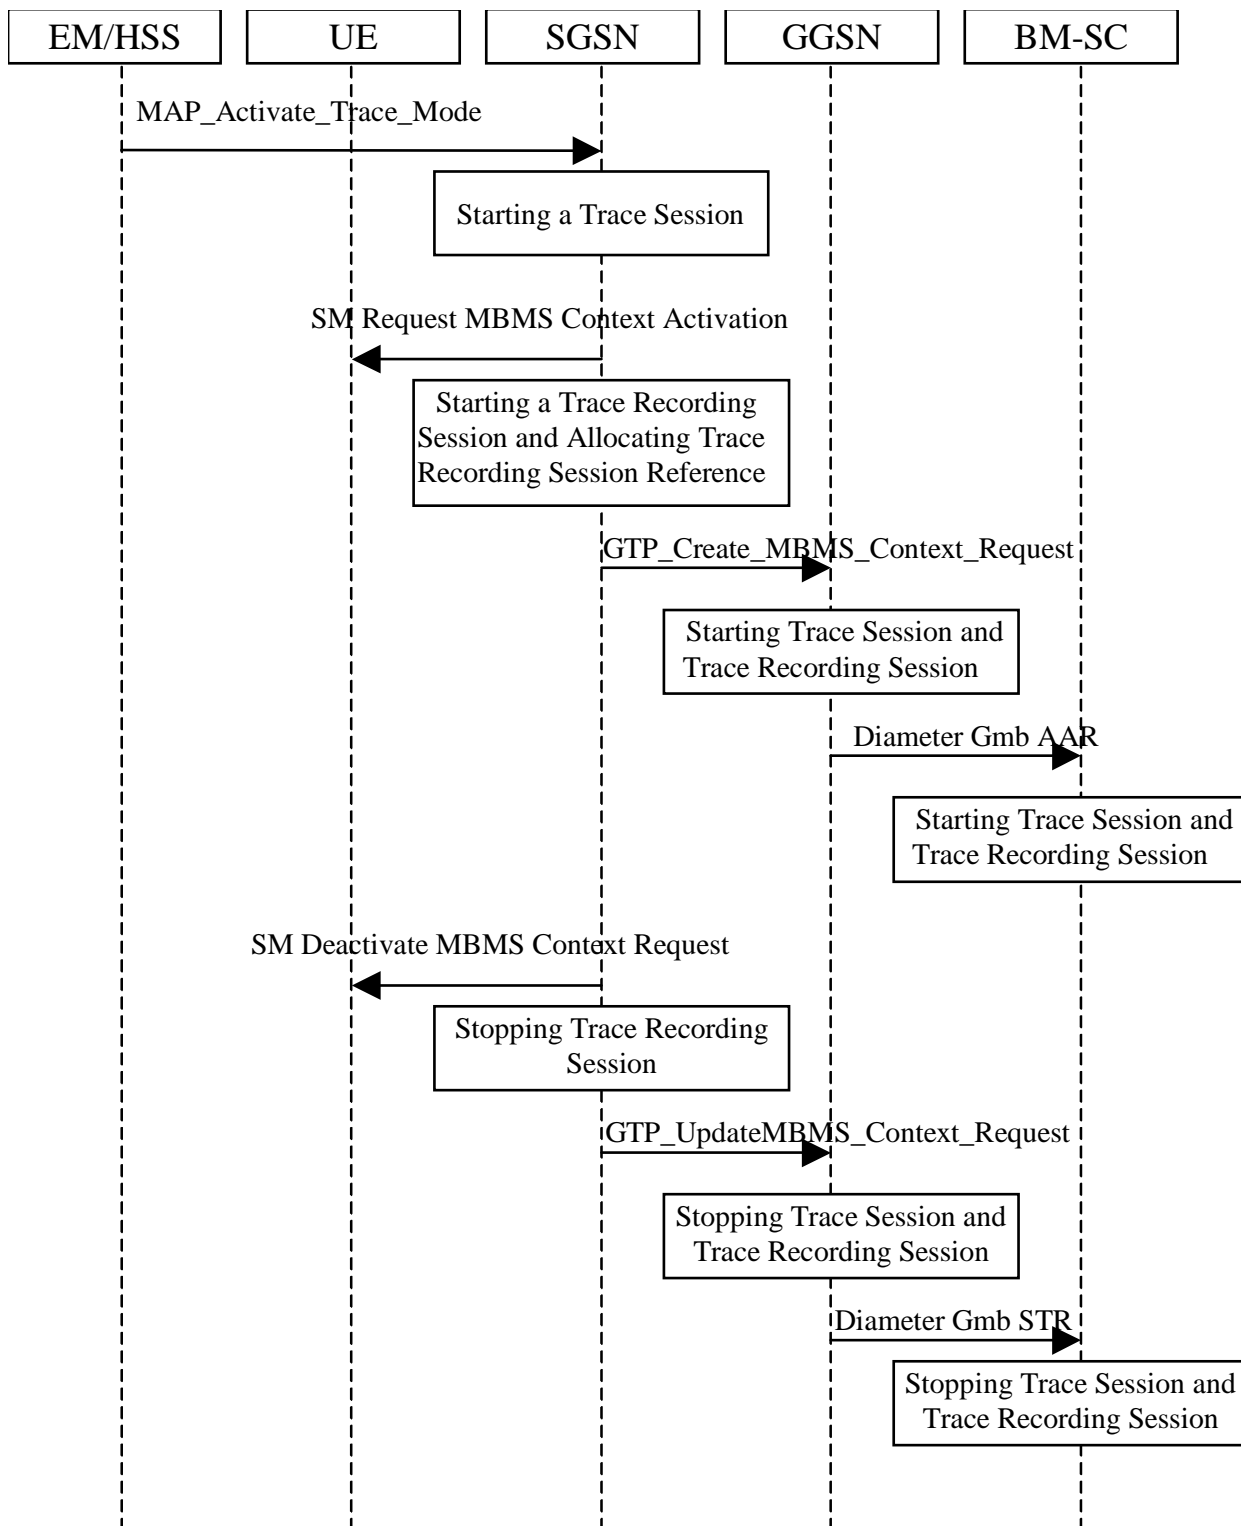 EM/HSS
UE
SGSN
GGSN
BM-SC
MAP_Activate_Trace_Mode
Starting a Trace Session
SM Request MBMS Context Activation
Starting a Trace Recording
Session and Allocating Trace
Recording Session Reference
GTP_Create_MBMS_Context_Request
Starting Trace Session and
Trace Recording Session
Diameter Gmb AAR
Starting Trace Session and
Trace Recording Session
SM Deactivate MBMS Context Request
Stopping Trace Recording
Session
GTP_UpdateMBMS_Context_Request
Stopping Trace Session and
Trace Recording Session
Diameter Gmb STR
Stopping Trace Session and
Trace Recording Session